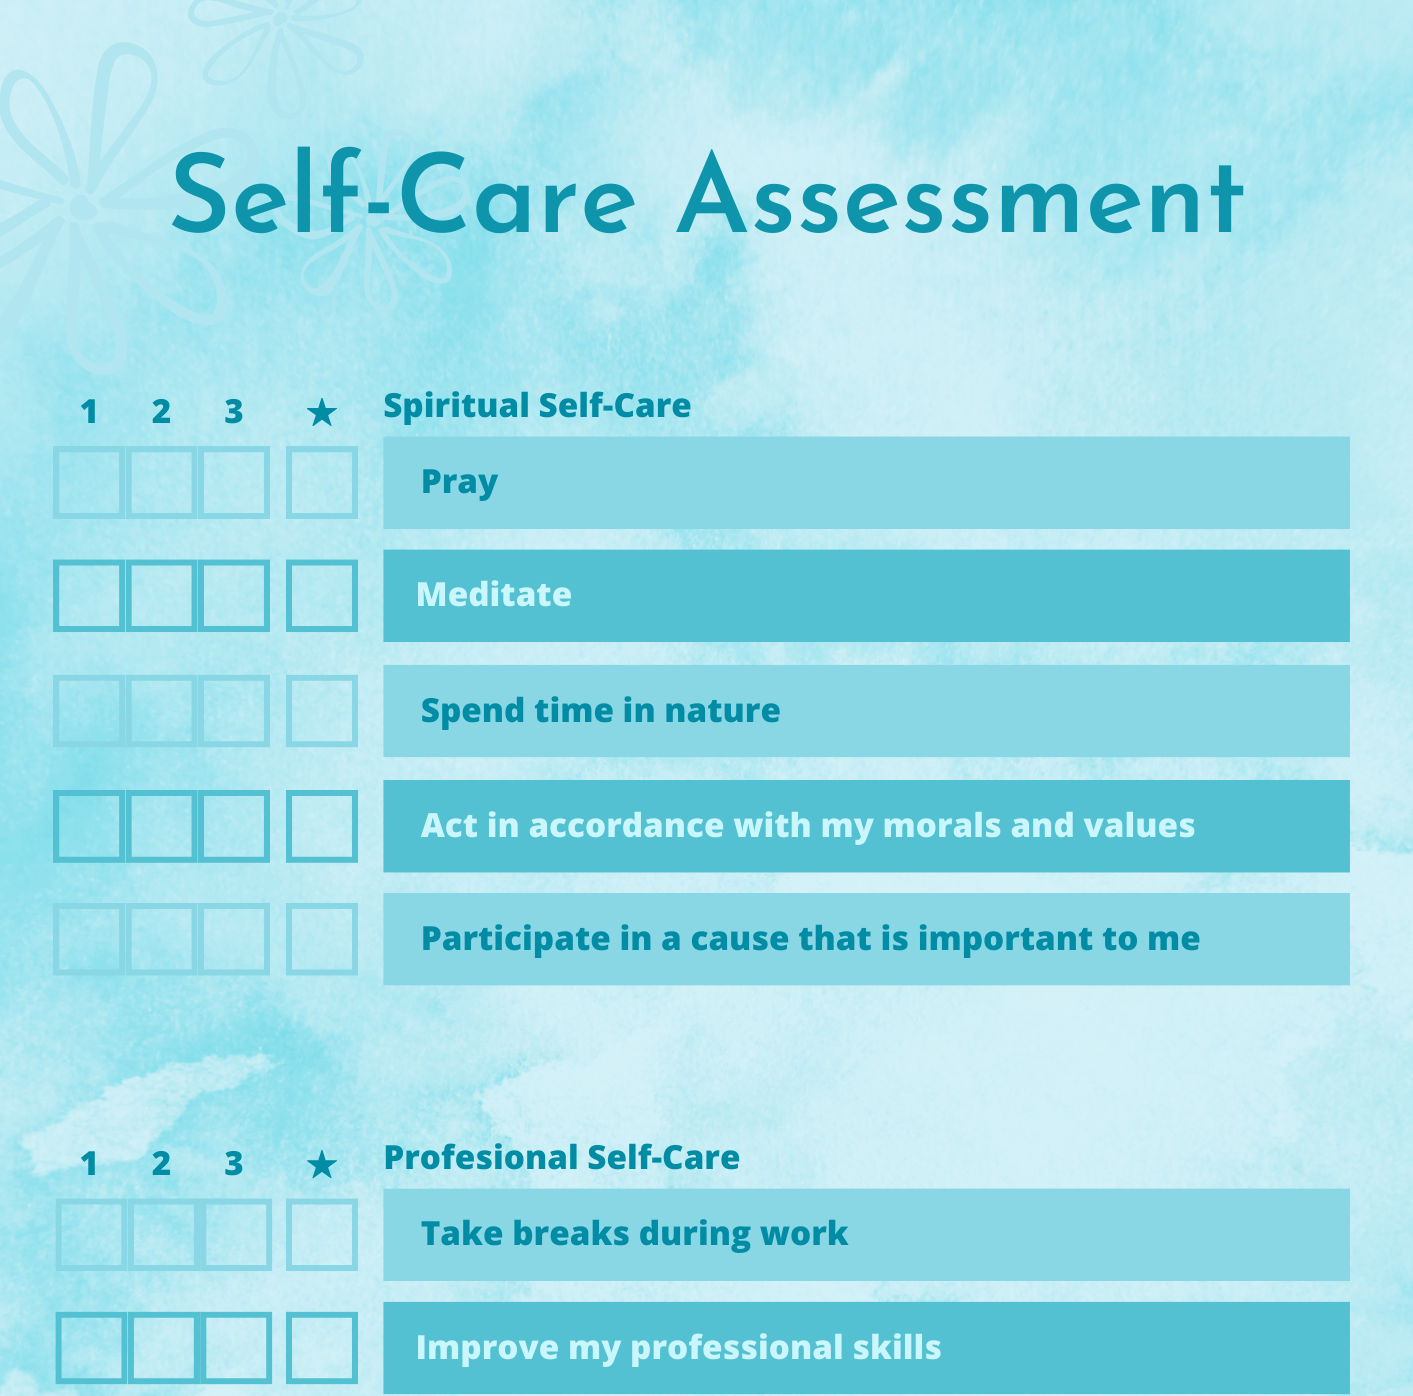 Self-Care Assessment
1 2 3 ★ Spiritual Self-Care
Pray
Meditate
Spend time in nature
Act in accordance with my morals and values
Participate in a cause that is important to me
1 2 3 ★ Profesional Self-Care
Take breaks during work
Improve my professional skills